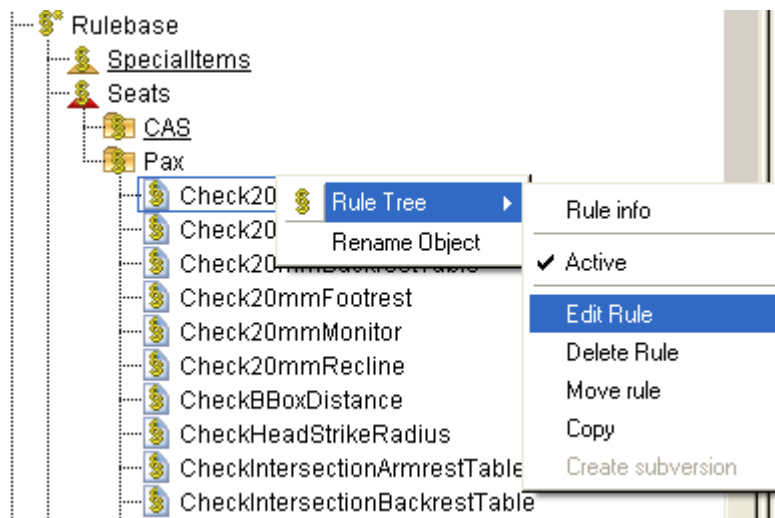 Rulebase
SpecialItems
Seats
CAS
Pax
Check20
Rule Tree
Rule info
Check20
Rename Object
Active
Edit Rule
Check20mmFootrest
Check20mmMonitor
Delete Rule
Check20mmRecline
Move rule
CheckBBoxDistance
Copy
CheckHeadStrikeRadius
CheckIntersectionArmrestTable
Create subversion
CheckIntersectionBackrestTable